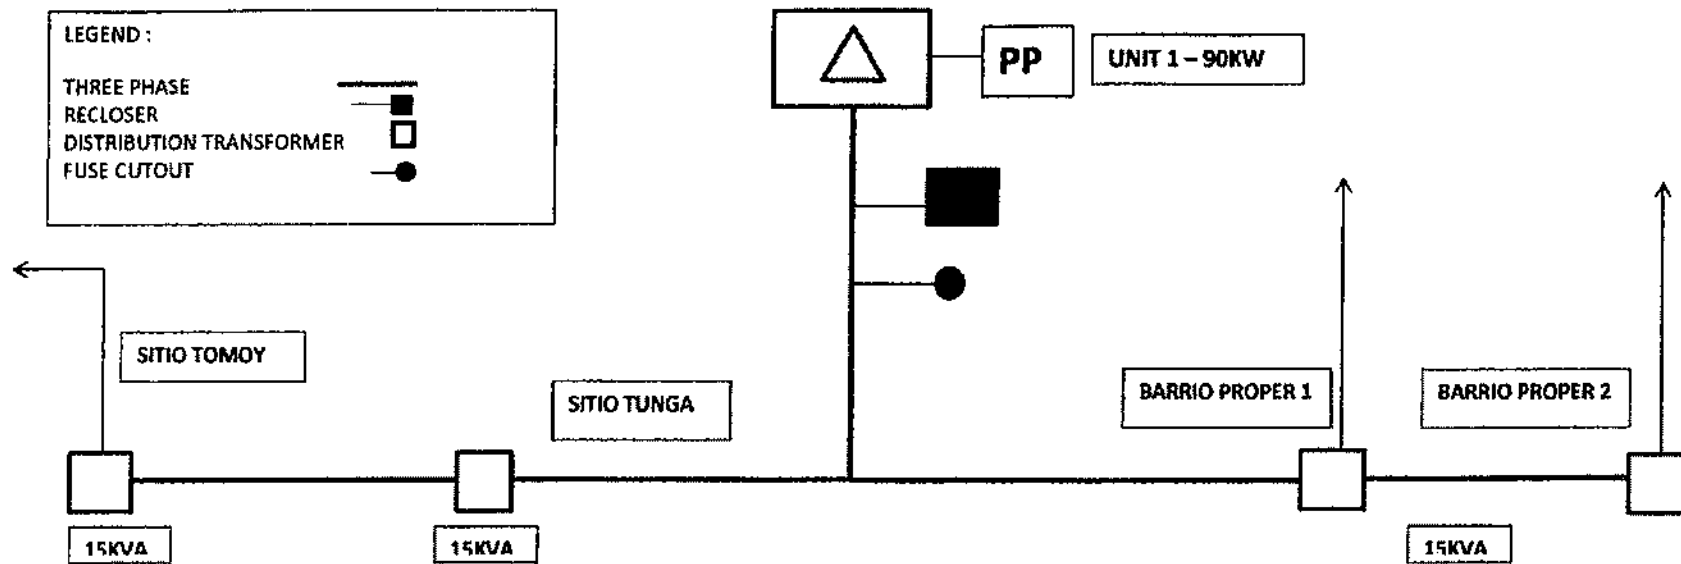 LEGEND :
THREE PHASE
RECLOSER
DISTRIBUTION TRANSFORMER
FUSE CUTOUT
PP
UNIT 1 – 90KW
SITIO TOMOY
SITIO TUNGA
BARRIO PROPER 1
BARRIO PROPER 2
15KVA
15KVA
15KVA